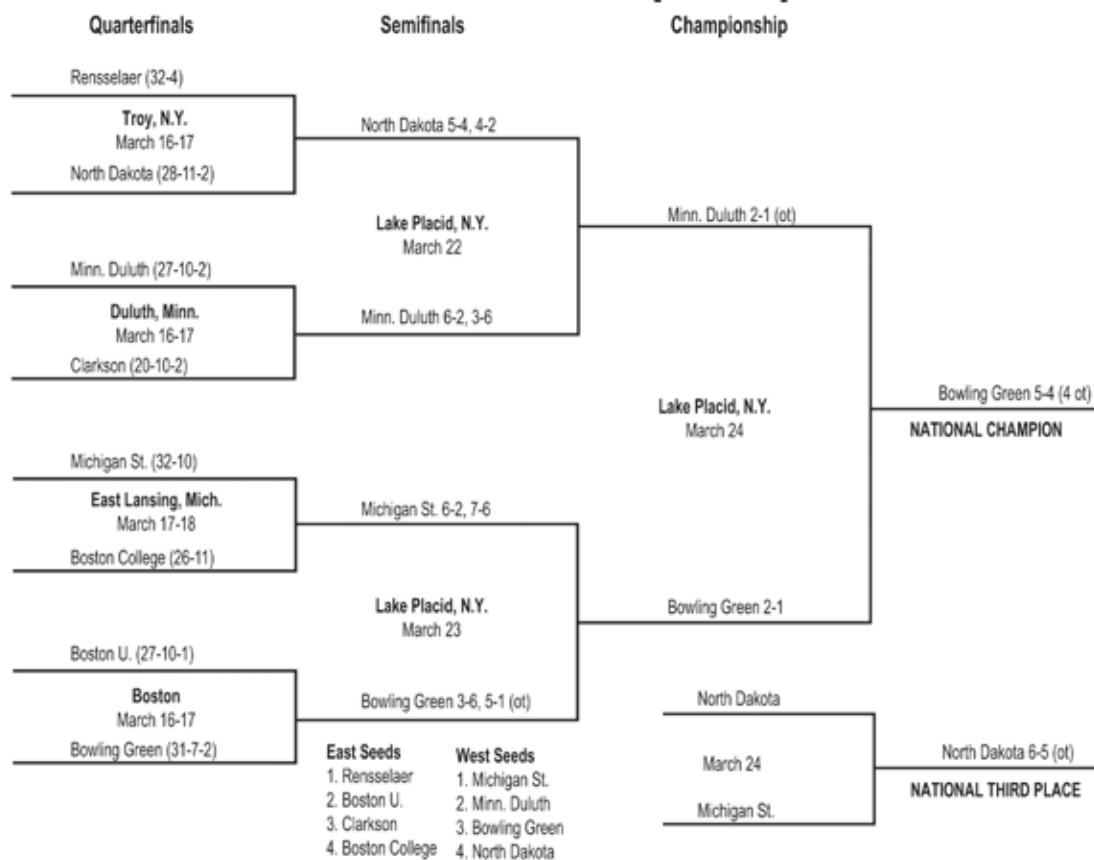 Quarterfinals
Semifinals
Championship
Rensselaer (32-4)
Troy, N.Y.
March 16-17
North Dakota (28-11-2)
North Dakota 5-4, 4-2
Lake Placid, N.Y.
March 22
Minn. Duluth (27-10-2)
Duluth, Minn.
March 16-17
Clarkson (20-10-2)
Minn. Duluth 6-2, 3-6
Minn. Duluth 2-1 (ot)
Lake Placid, N.Y.
March 24
Bowling Green 5-4 (4 ot)
NATIONAL CHAMPION
Michigan St. (32-10)
East Lansing, Mich.
March 17-18
Boston College (26-11)
Michigan St. 6-2, 7-6
Lake Placid, N.Y.
March 23
Bowling Green 2-1
Boston U. (27-10-1)
Boston
March 16-17
Bowling Green (31-7-2)
Bowling Green 3-6, 5-1 (ot)
East Seeds
1. Rensselaer
2. Boston U.
3. Clarkson
4. Boston College
West Seeds
1. Michigan St.
2. Minn. Duluth
3. Bowling Green
4. North Dakota
North Dakota
March 24
Michigan St.
North Dakota 6-5 (ot)
NATIONAL THIRD PLACE